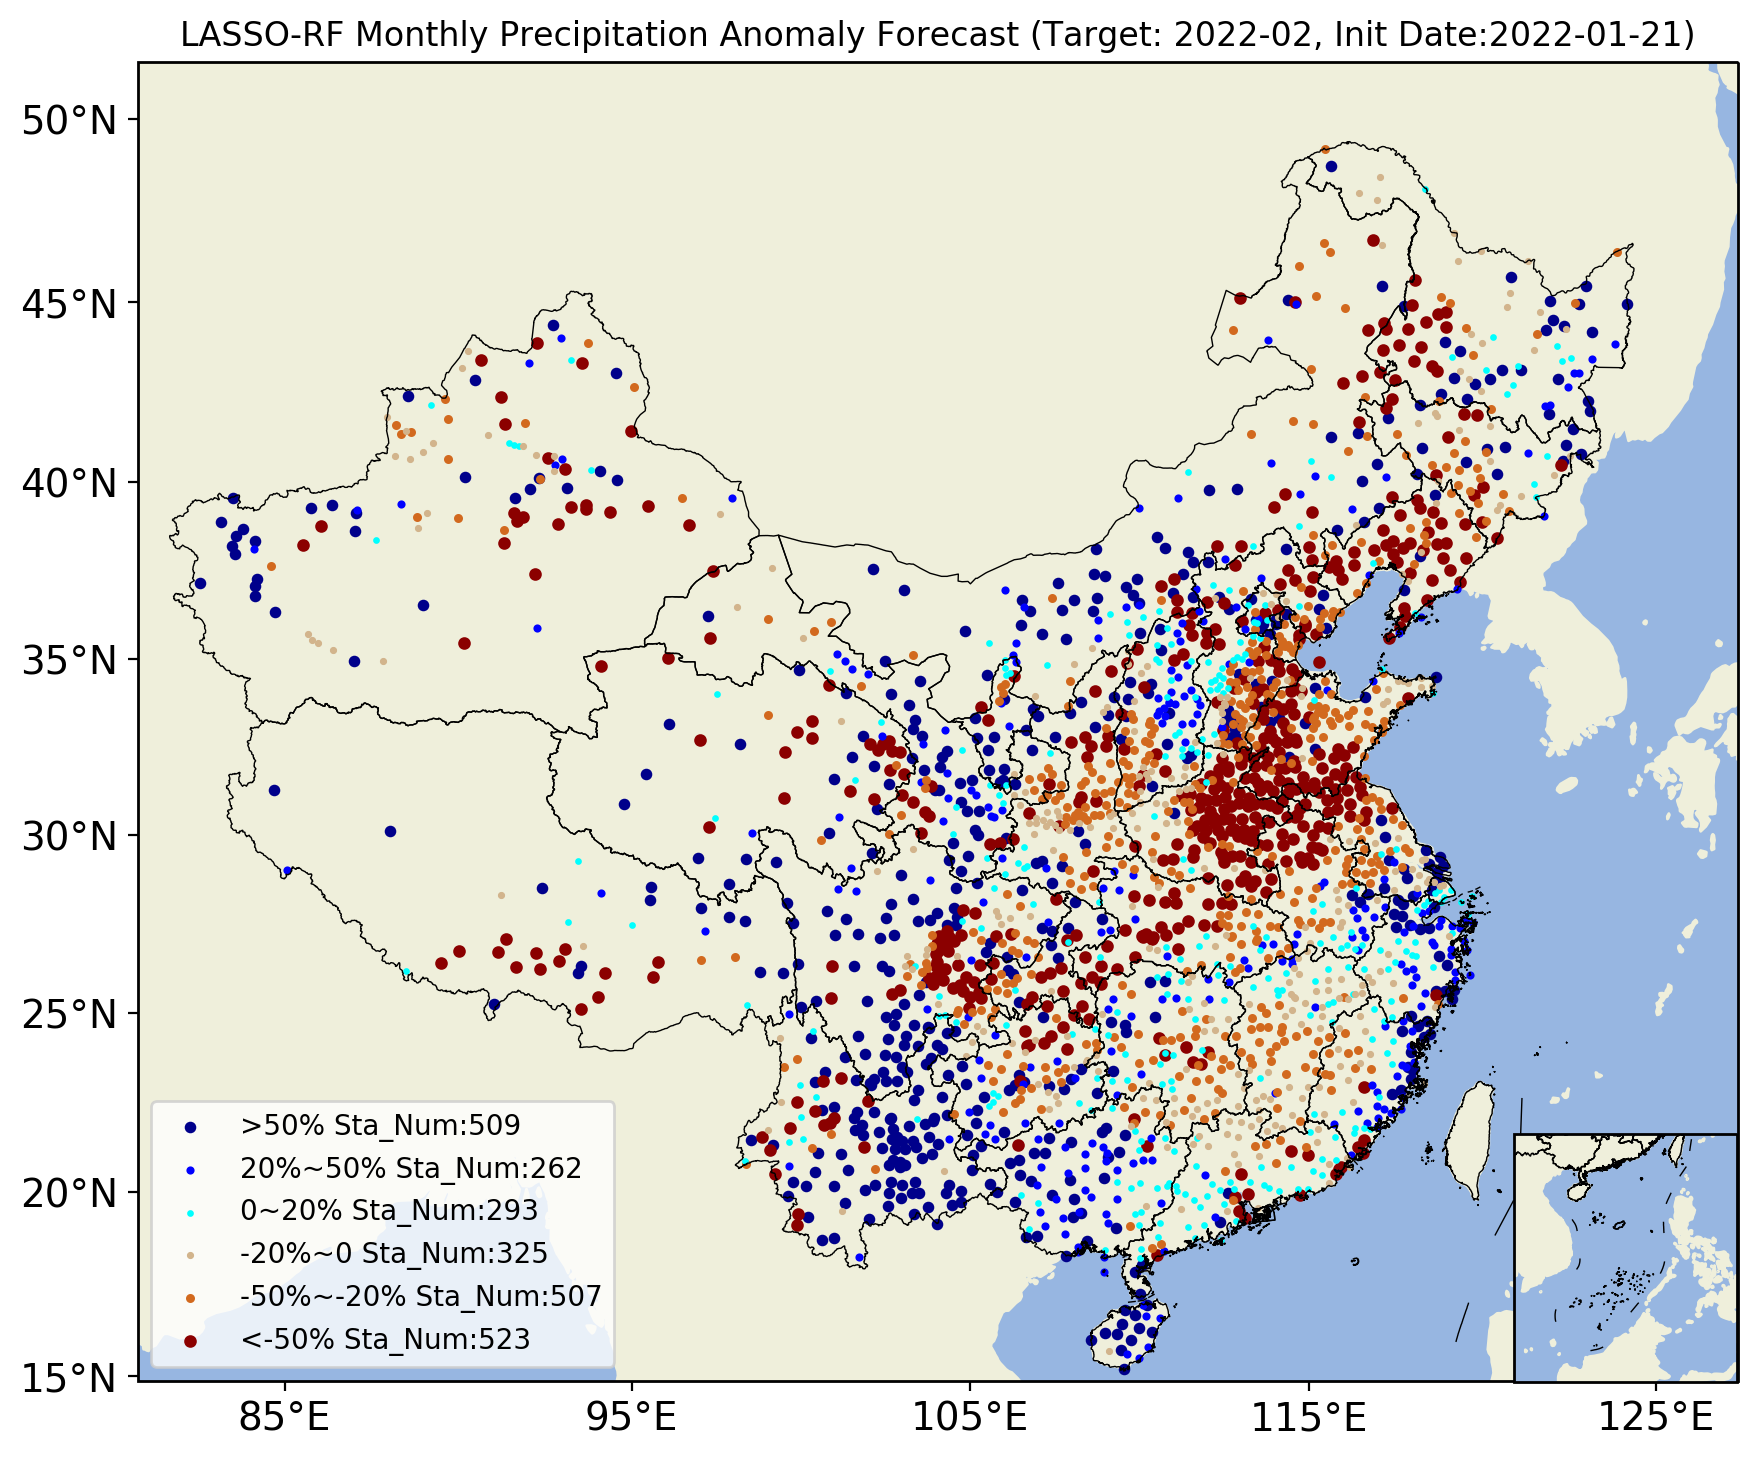 LASSO-RF Monthly Precipitation Anomaly Forecast (Target: 2022-02, Init Date:2022-01-21)
50°N
45°N
40°N
35°N
30°N
25°N
20°N
15°N
>50% Sta_Num:509
20%~50% Sta_Num:262
0~20% Sta_Num:293
-20%~0 Sta_Num:325
-50%~-20% Sta_Num:507
<-50% Sta_Num:523
85°E
95°E
105°E
115°E
125°E